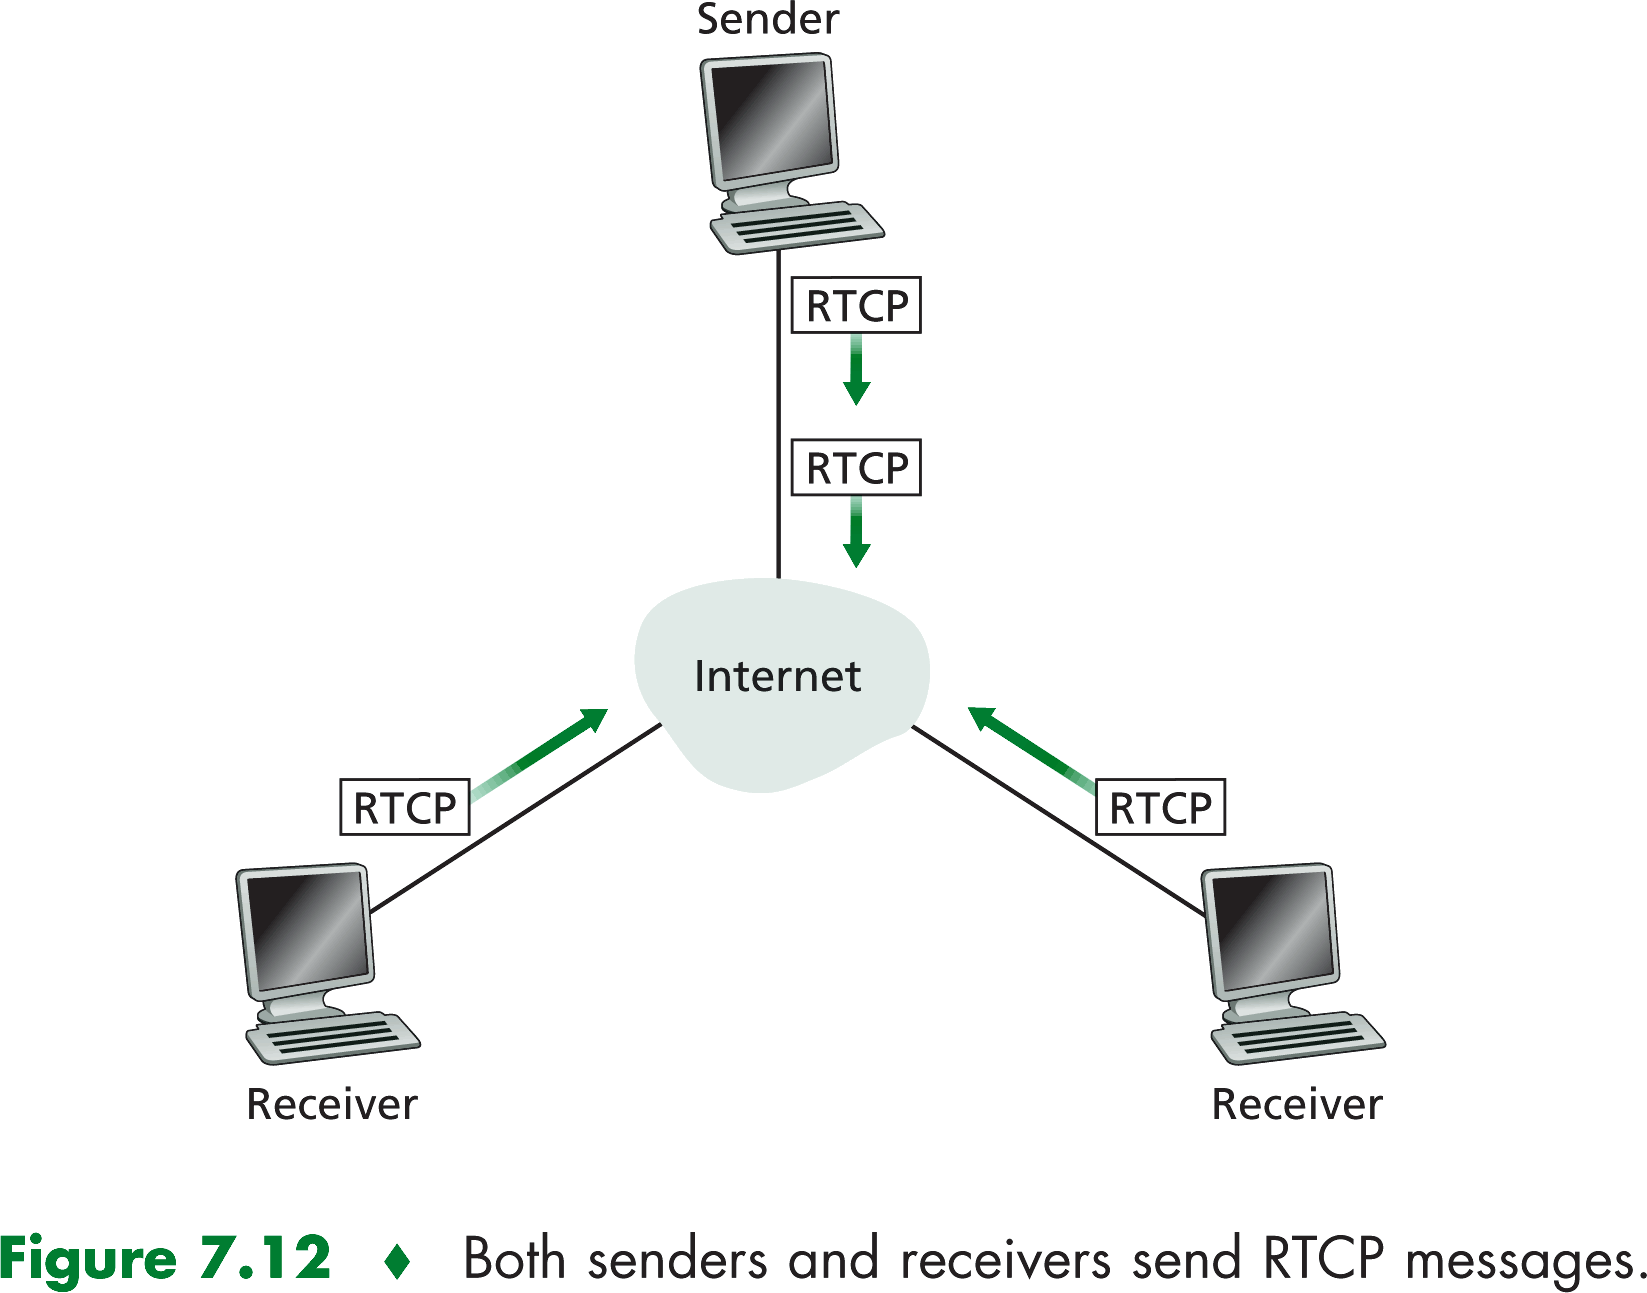 Sender
RTCP
RTCP
Internet
RTCP
RTCP
Receiver
Receiver
Figure 7.12 ♦ Both senders and receivers send RTCP messages.